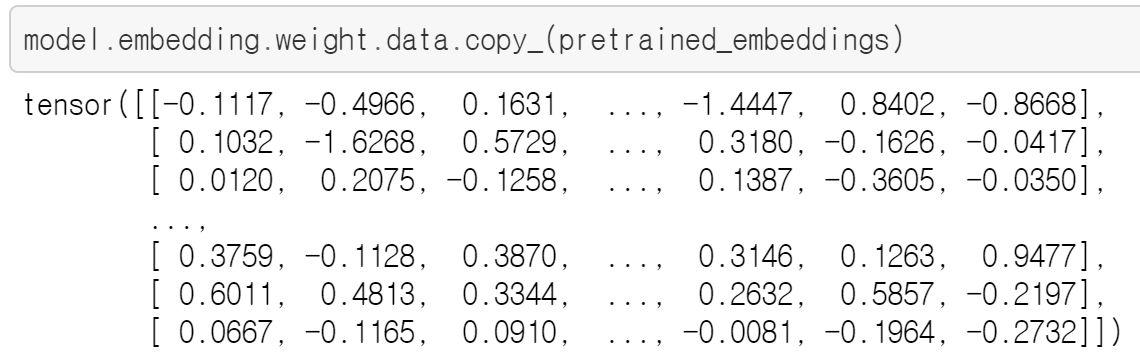 model.embedding.weight.data.copy_(pretrained_embeddings)
tensor([[-0.1117, -0.4966,  0.1631,  ..., -1.4447,  0.8402, -0.8668],
        [ 0.1032, -1.6268,  0.5729,  ...,  0.3180, -0.1626, -0.0417],
        [ 0.0120,  0.2075, -0.1258,  ...,  0.1387, -0.3605, -0.0350],
        ...,
        [ 0.3759, -0.1128,  0.3870,  ...,  0.3146,  0.1263,  0.9477],
        [ 0.6011,  0.4813,  0.3344,  ...,  0.2632,  0.5857, -0.2197],
        [ 0.0667, -0.1165,  0.0910,  ..., -0.0081, -0.1964, -0.2732]])